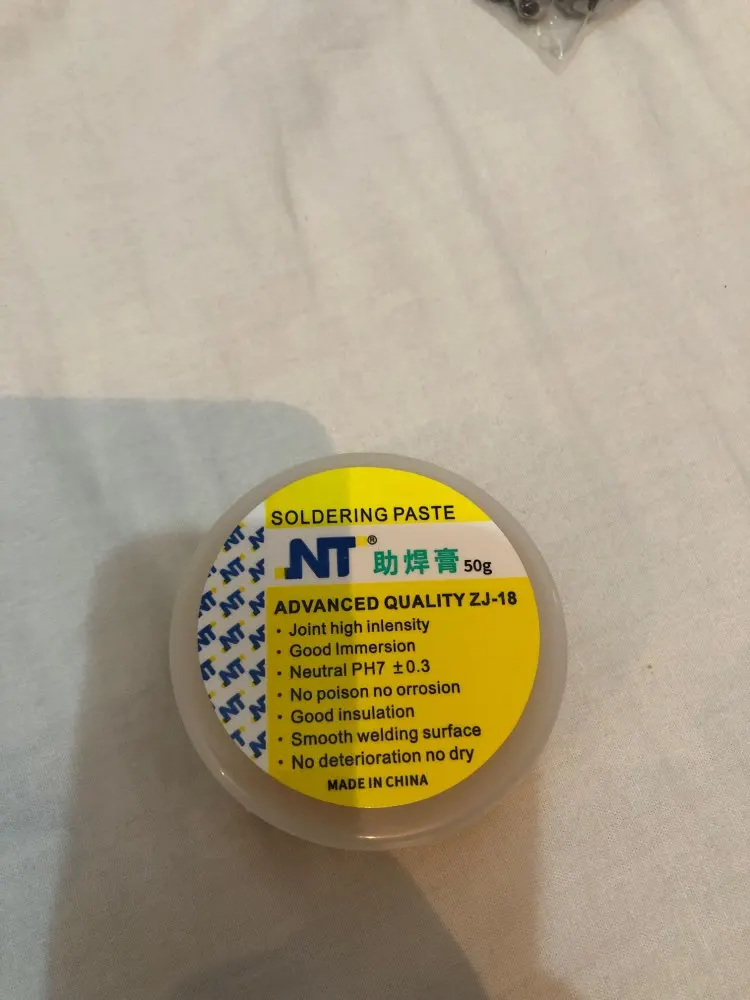 SOLDERING PASTE
NT® 助焊膏 50g
ADVANCED QUALITY ZJ-18
· Joint high inlensity
· Good Immersion
· Neutral PH7 ±0.3
· No poison no orrosion
· Good insulation
· Smooth welding surface
· No deterioration no dry
MADE IN CHINA